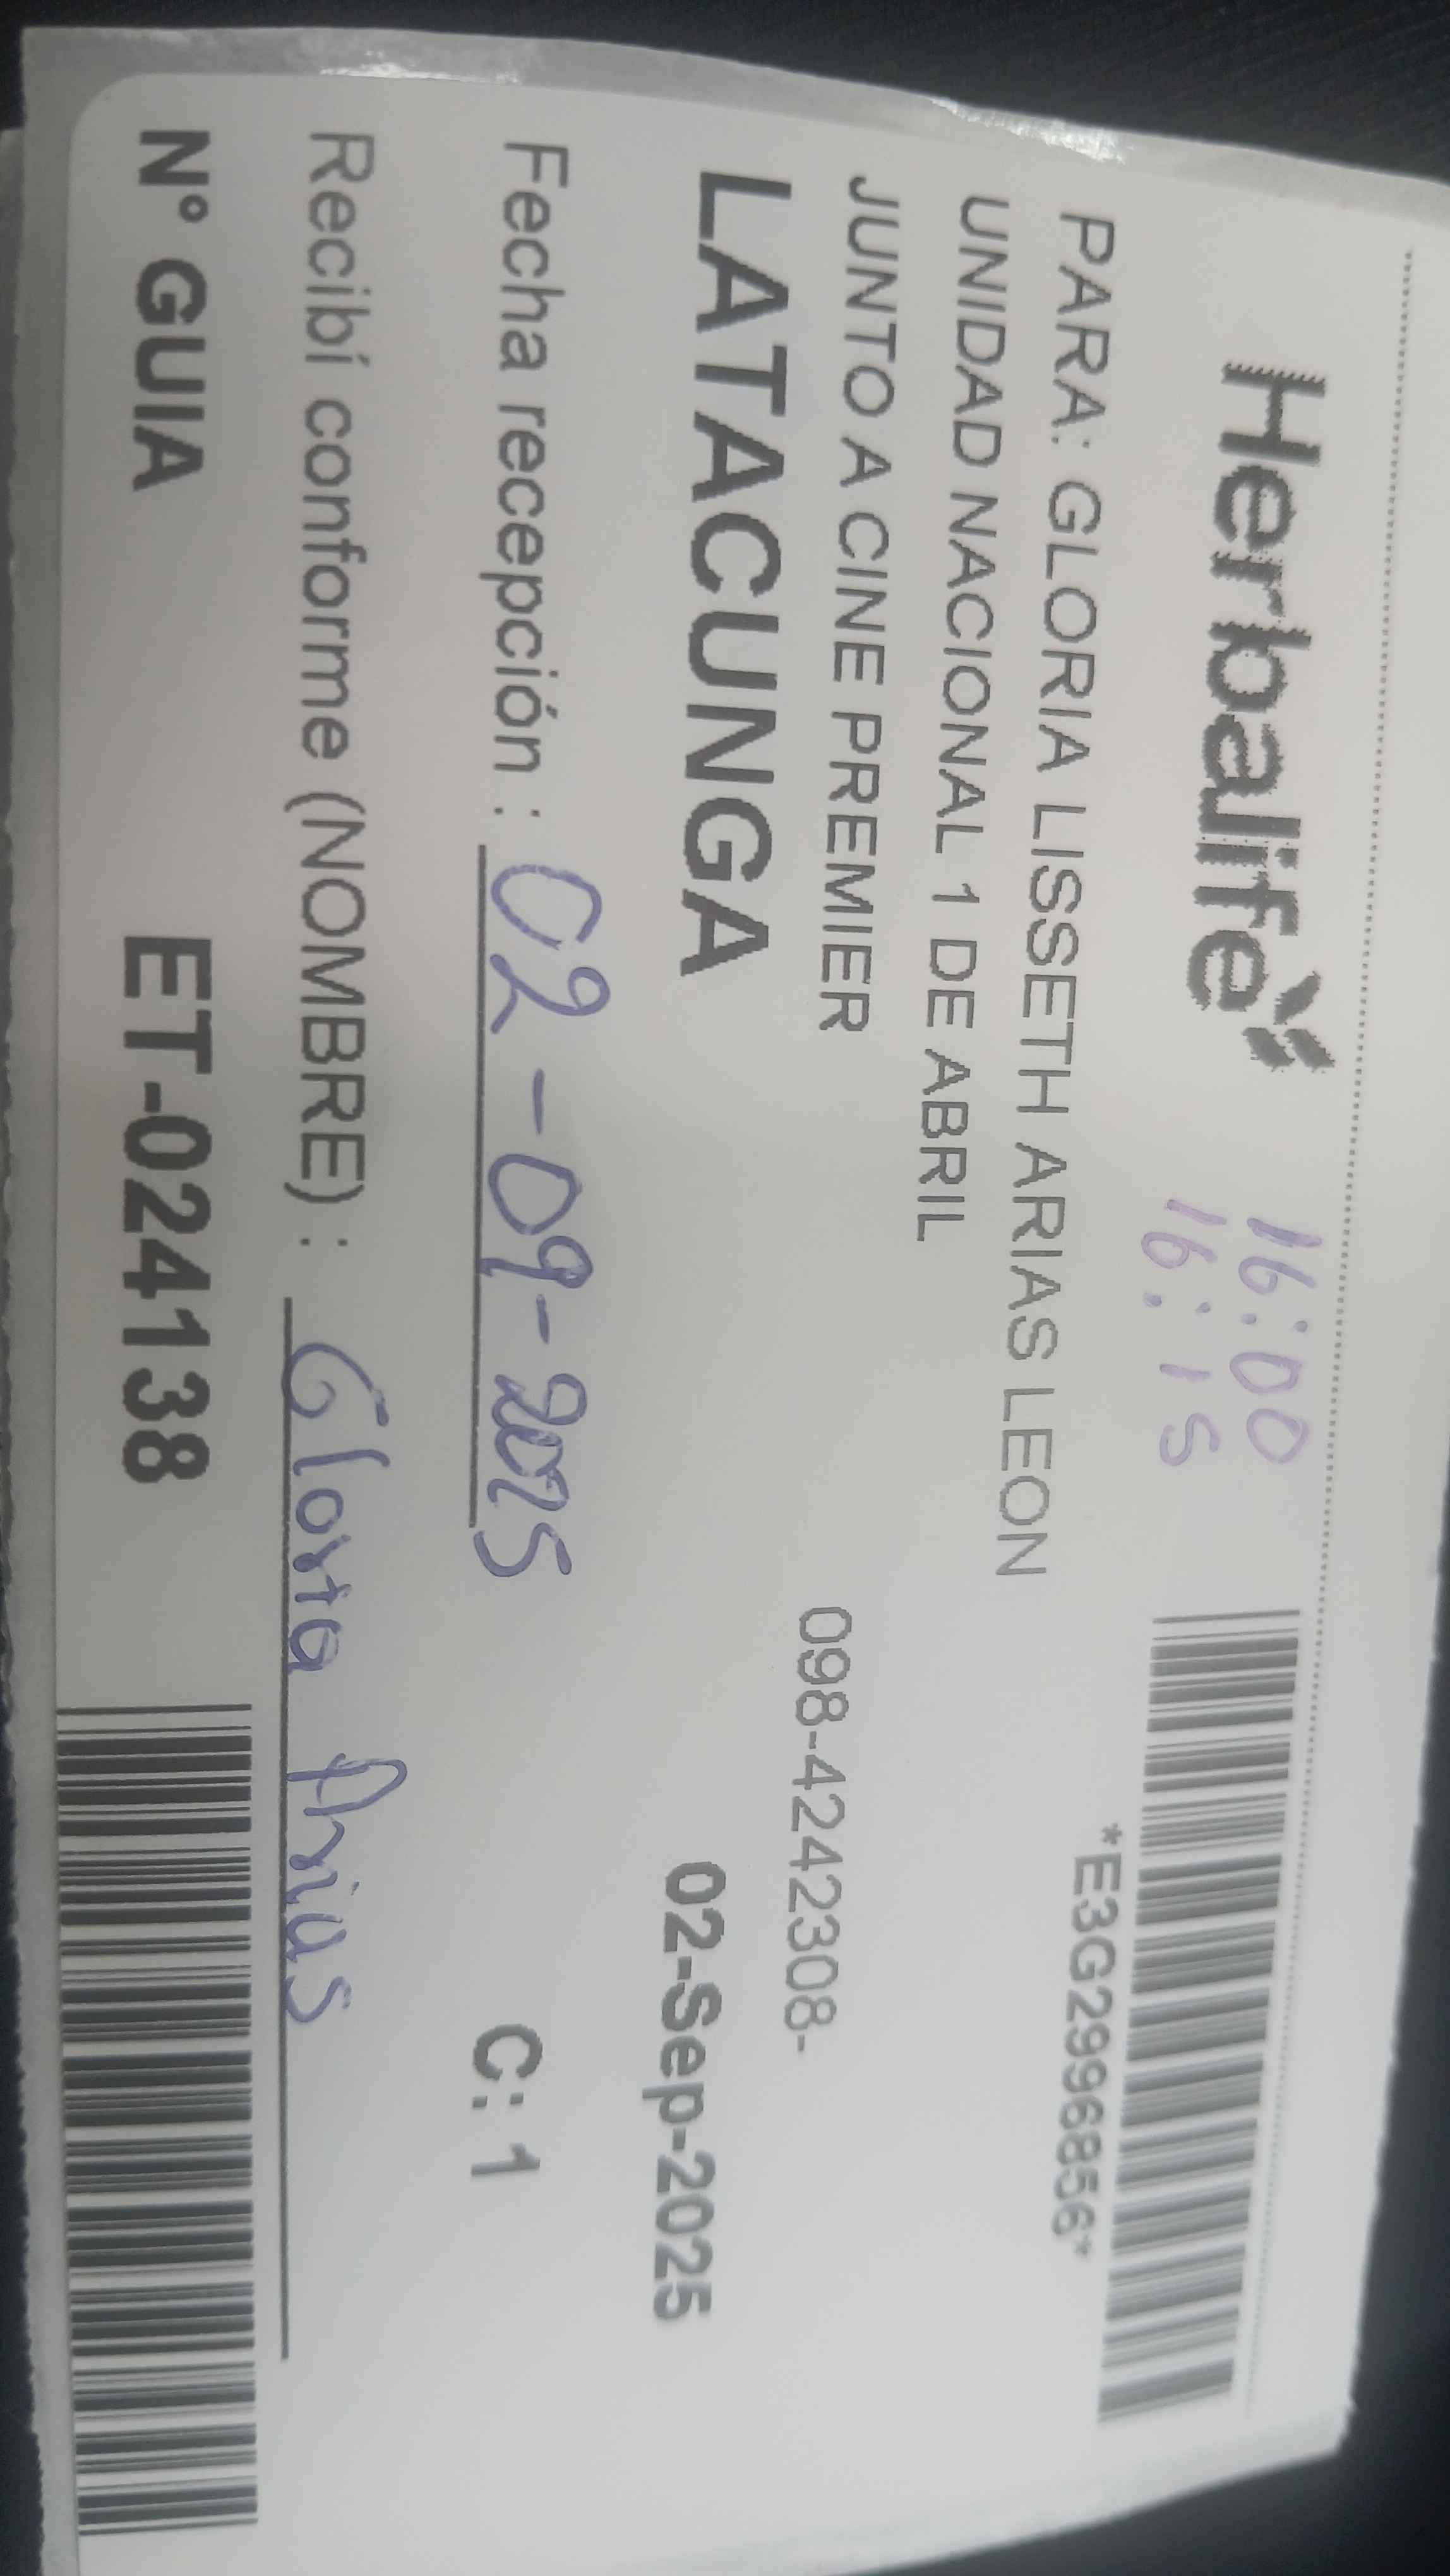 Herbalife
16:00
16:15
*E3G2996856*
PARA: GLORIA LISSETH ARIAS LEON
UNIDAD NACIONAL 1 DE ABRIL
JUNTO A CINE PREMIER
098-4242308-
LATACUNGA
02-Sep-2025
Fecha recepción : 02-09-2025
C: 1
Recibí conforme (NOMBRE) : Gloria Arias
N° GUIA ET-024138